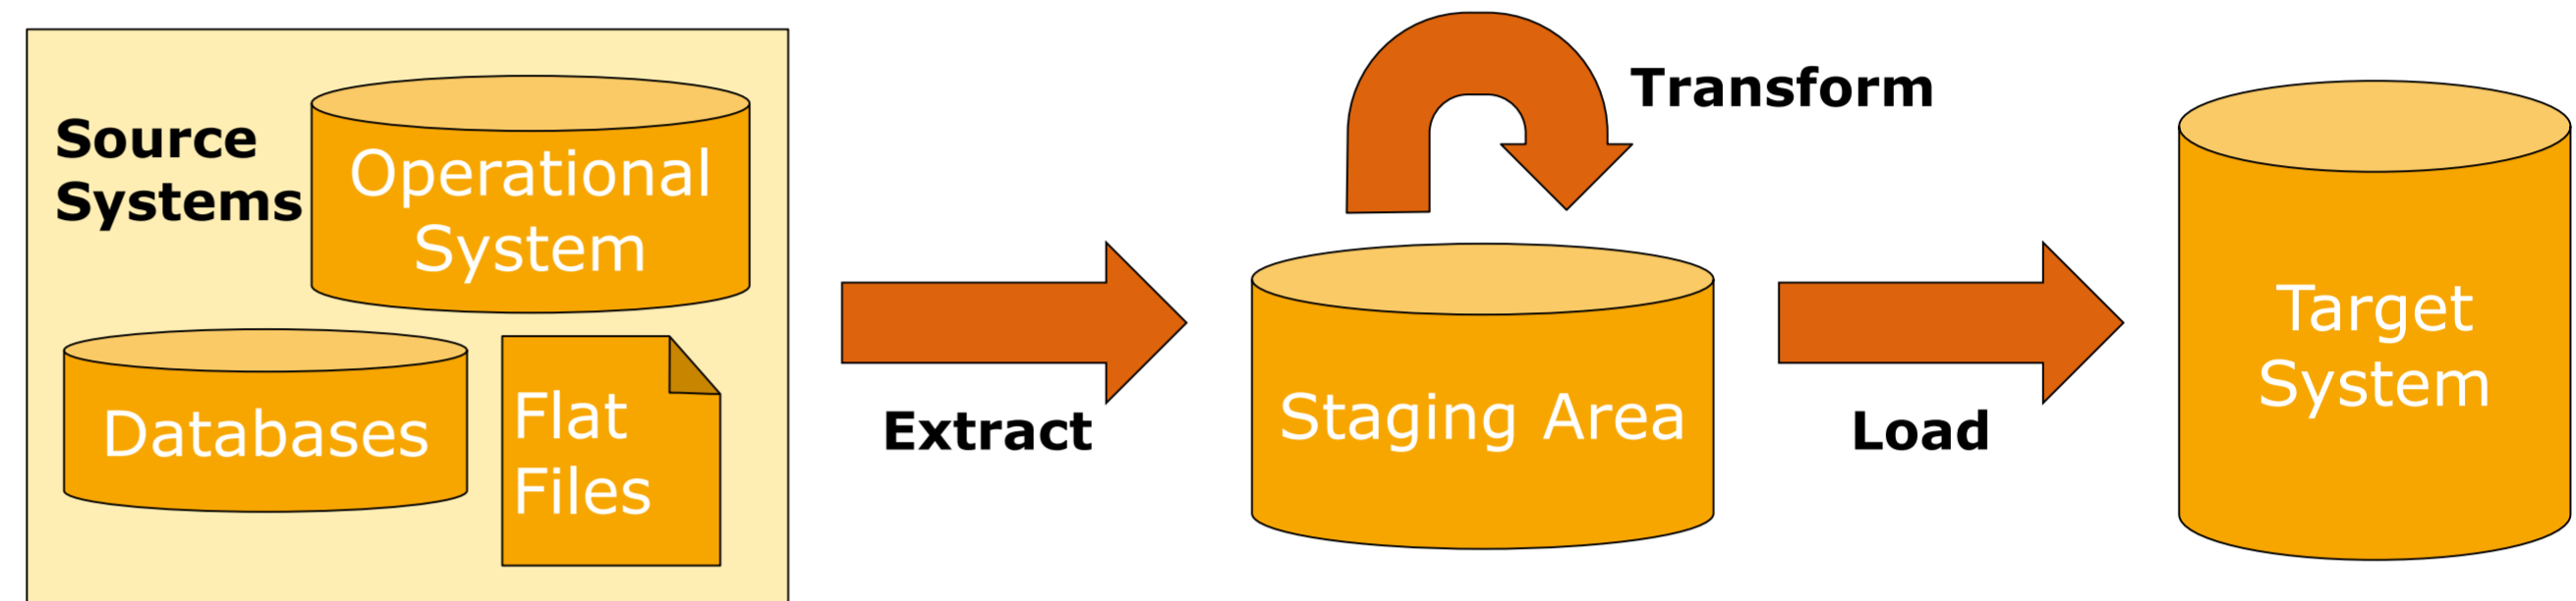 Source
Systems
Operational
System
Databases
Flat
Files
Extract
Transform
Staging Area
Load
Target
System